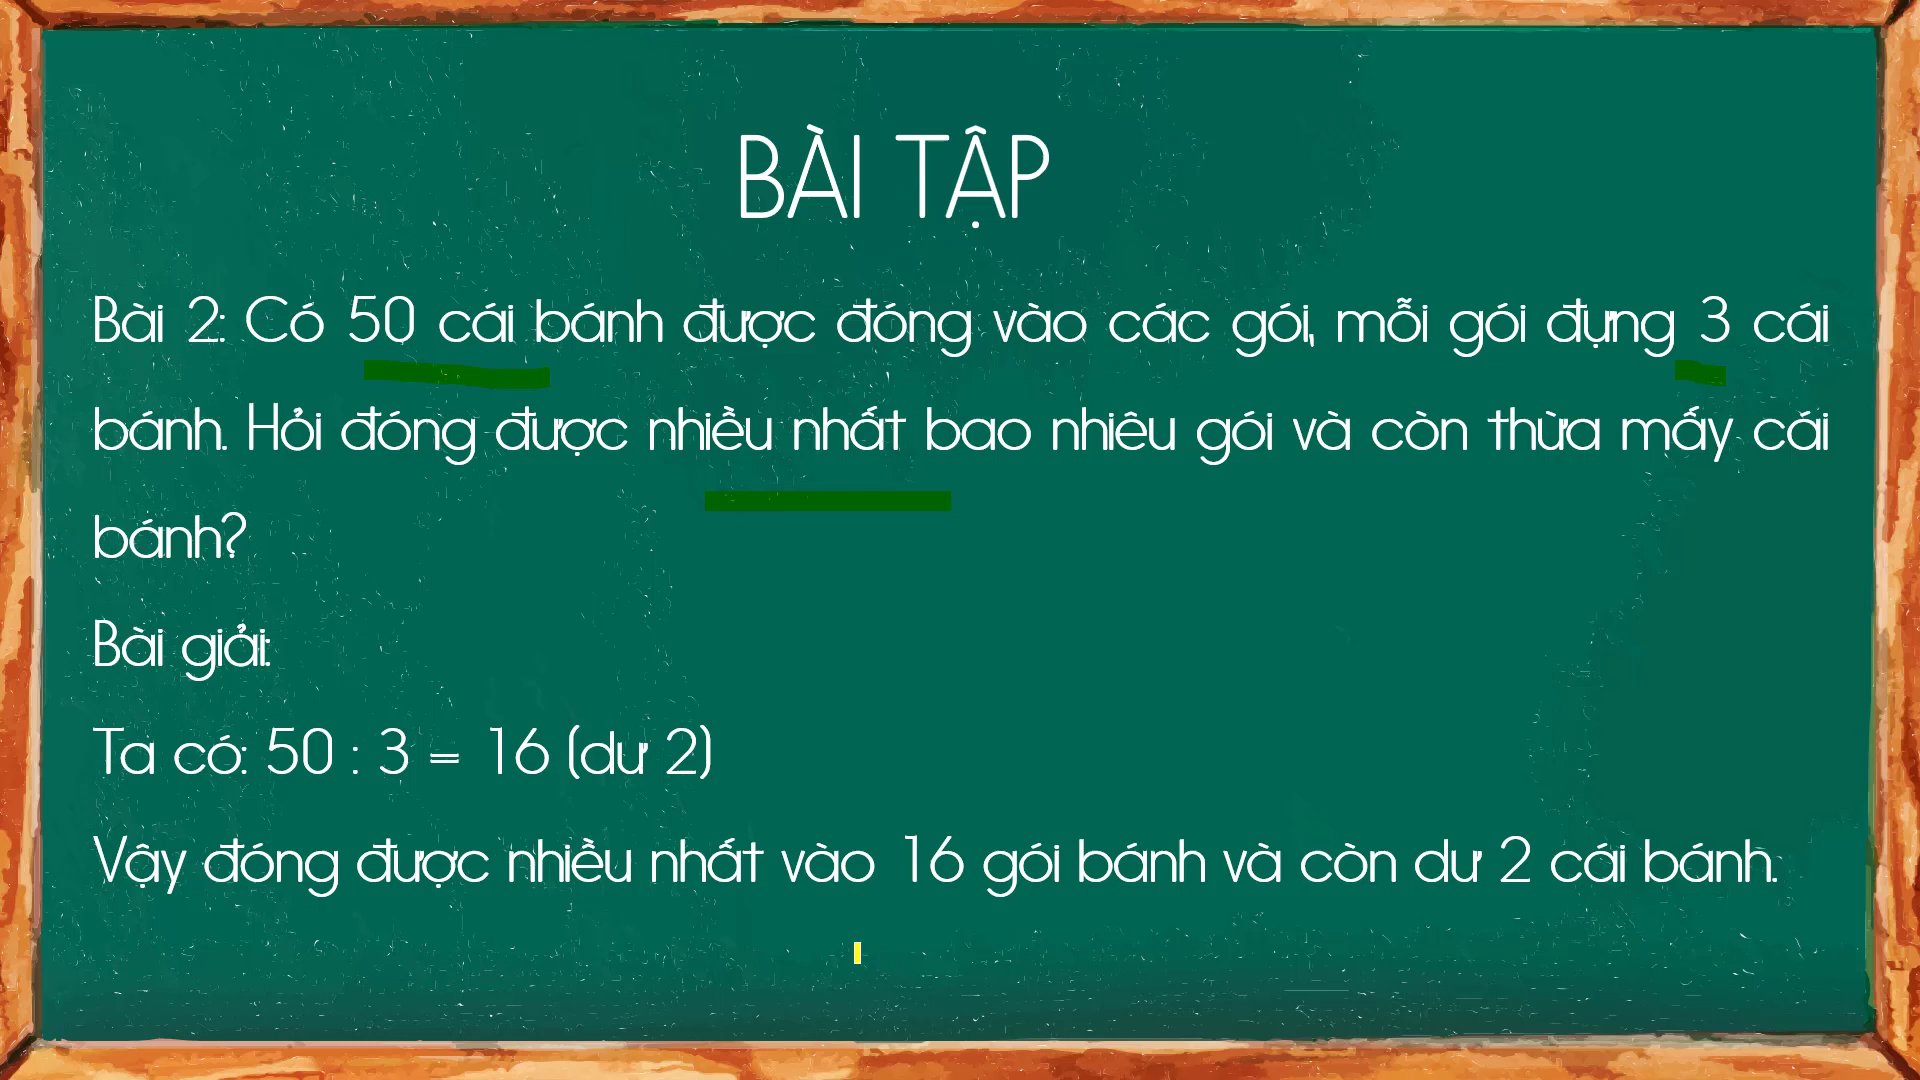 BÀI TẬP
Bài 2: Có 50 cái bánh được đóng vào các gói, mỗi gói đựng 3 cái
bánh. Hỏi đóng được nhiều nhất bao nhiêu gói và còn thừa mấy cái
bánh?
Bài giải:
Ta có: 50 : 3 = 16 (dư 2)
Vậy đóng được nhiều nhất vào 16 gói bánh và còn dư 2 cái bánh.